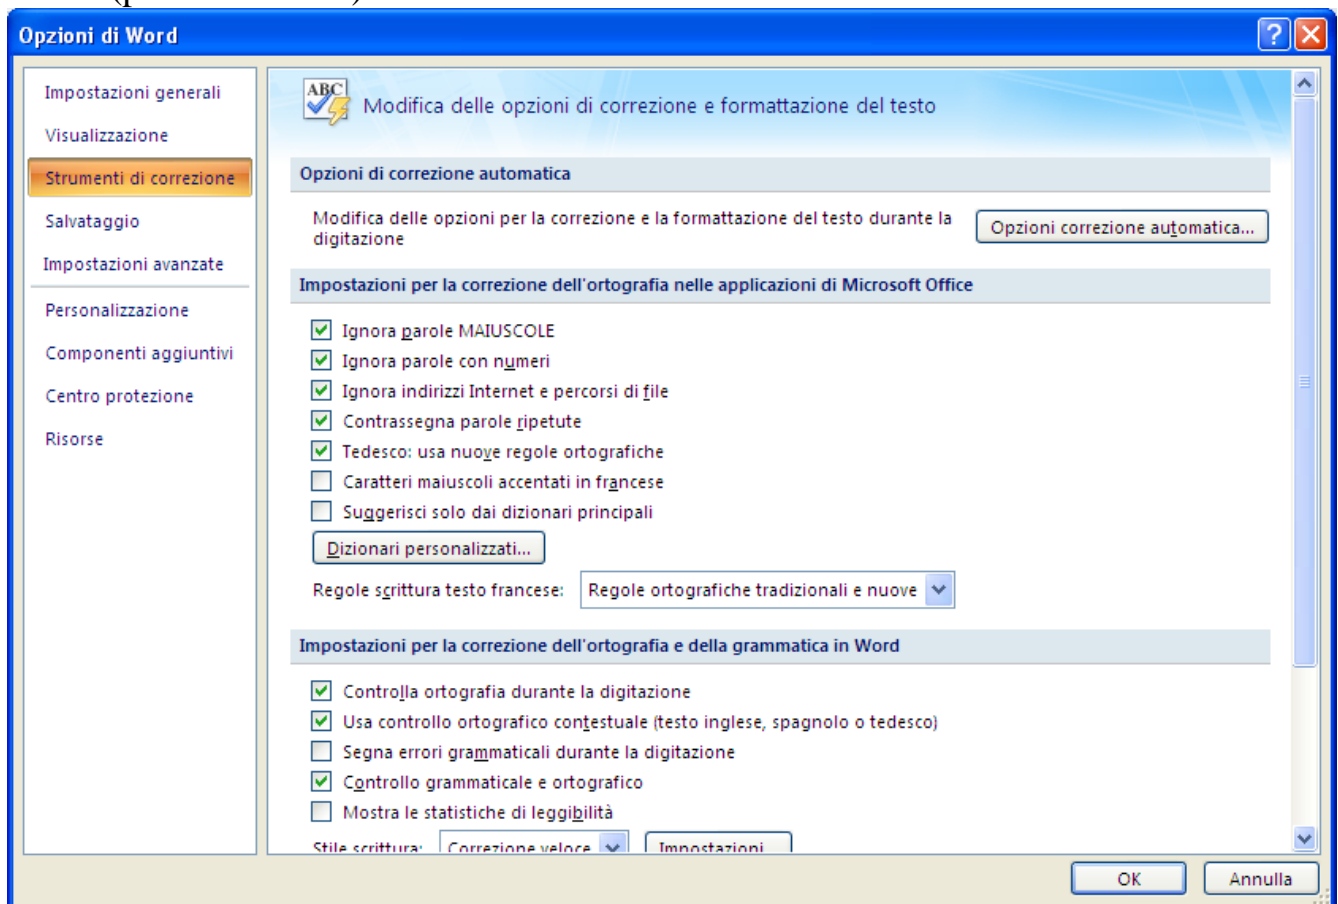 Opzioni di Word
Impostazioni generali
Visualizzazione
Strumenti di correzione
Salvataggio
Impostazioni avanzate
Personalizzazione
Componenti aggiuntivi
Centro protezione
Risorse
ABC
Modifica delle opzioni di correzione e formattazione del testo
Opzioni di correzione automatica
Modifica delle opzioni per la correzione e la formattazione del testo durante la
digitazione
Opzioni correzione automatica...
Impostazioni per la correzione dell'ortografia nelle applicazioni di Microsoft Office
Ignora parole MAIUSCOLE
Ignora parole con numeri
Ignora indirizzi Internet e percorsi di file
Contrassegna parole ripetute
Tedesco: usa nuove regole ortografiche
Caratteri maiuscoli accentati in francese
Suggerisci solo dai dizionari principali
Dizionari personalizzati...
Regole scrittura testo francese: Regole ortografiche tradizionali e nuove
Impostazioni per la correzione dell'ortografia e della grammatica in Word
Controlla ortografia durante la digitazione
Usa controllo ortografico contestuale (testo inglese, spagnolo o tedesco)
Segna errori grammaticali durante la digitazione
Controllo grammaticale e ortografico
Mostra le statistiche di leggibilità
Stile scrittura: Correzione veloce Impostazioni...
OK Annulla